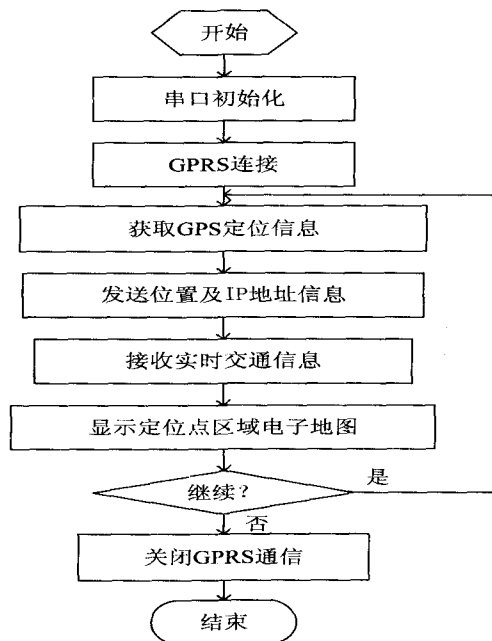 开始
串口初始化
GPRS连接
获取GPS定位信息
发送位置及IP地址信息
接收实时交通信息
显示定位点区域电子地图
继续?
是
否
关闭GPRS通信
结束